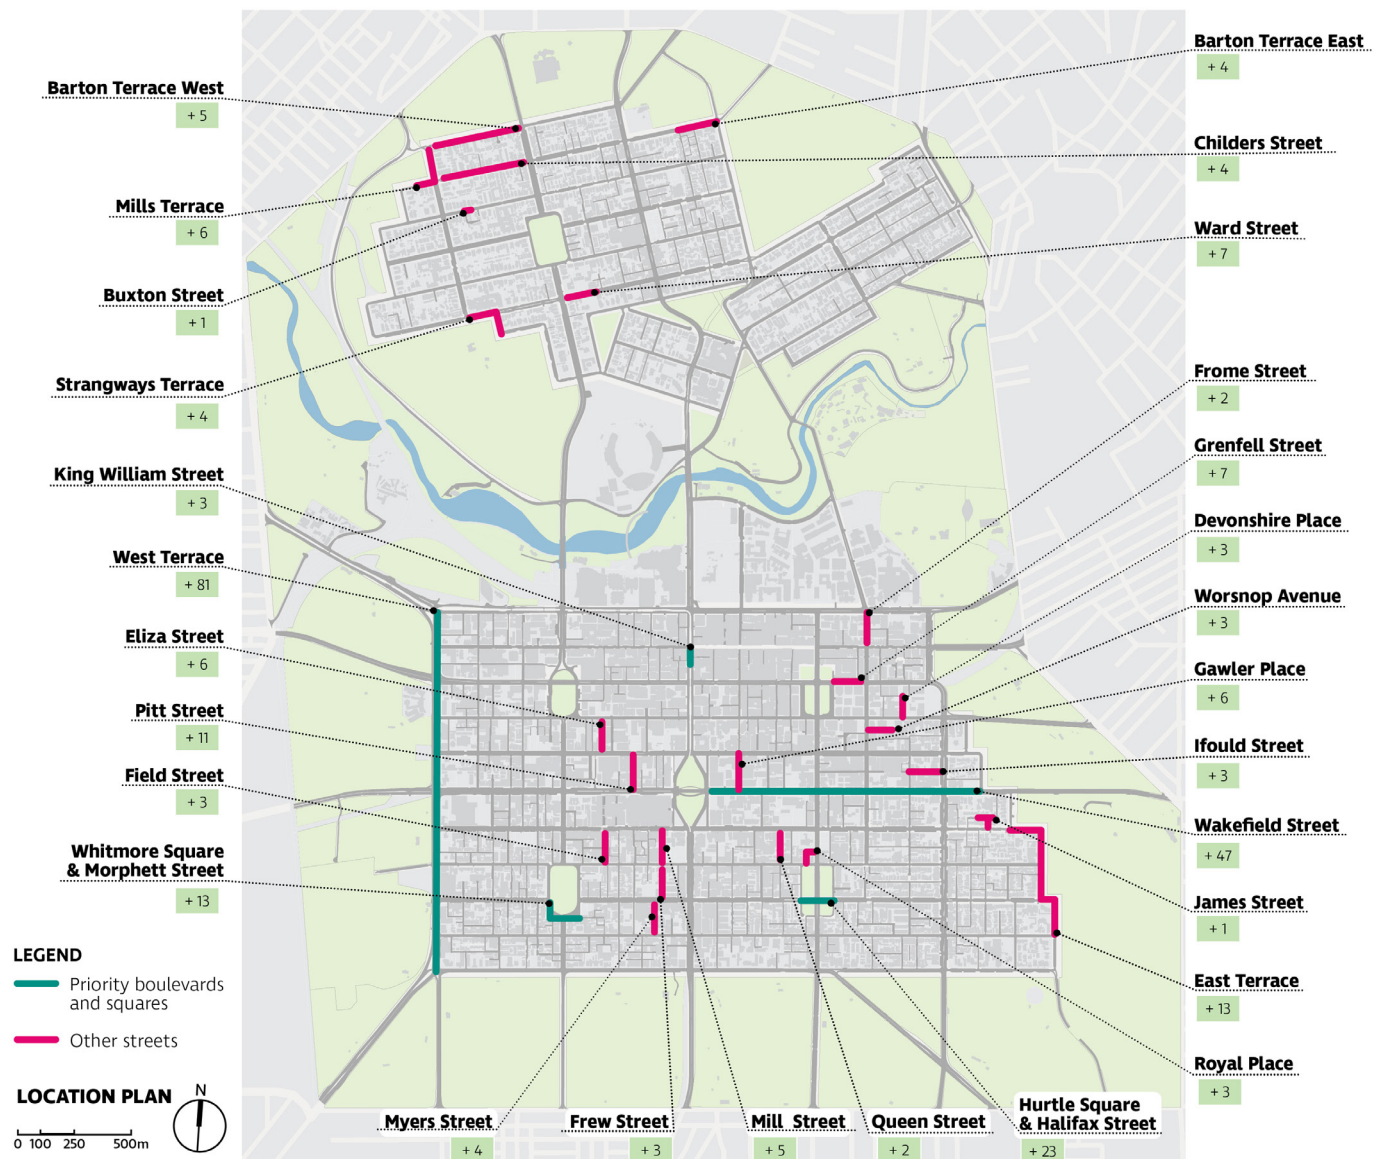 Barton Terrace West
+ 5
Mills Terrace
+ 6
Buxton Street
+ 1
Strangways Terrace
+ 4
King William Street
+ 3
West Terrace
+ 81
Eliza Street
+ 6
Pitt Street
+ 11
Field Street
+ 3
Whitmore Square
& Morphett Street
+ 13
Barton Terrace East
+ 4
Childers Street
+ 4
Ward Street
+ 7
Frome Street
+ 2
Grenfell Street
+ 7
Devonshire Place
+ 3
Worsnop Avenue
+ 3
Gawler Place
+ 6
Ifould Street
+ 3
Wakefield Street
+ 47
James Street
+ 1
East Terrace
+ 13
Royal Place
+ 3
Myers Street
+ 4
Frew Street
+ 3
Mill Street
+ 5
Queen Street
+ 2
Hurtle Square
& Halifax Street
+ 23
LEGEND
Priority boulevards
and squares
Other streets
LOCATION PLAN
N
0 100 250 500m